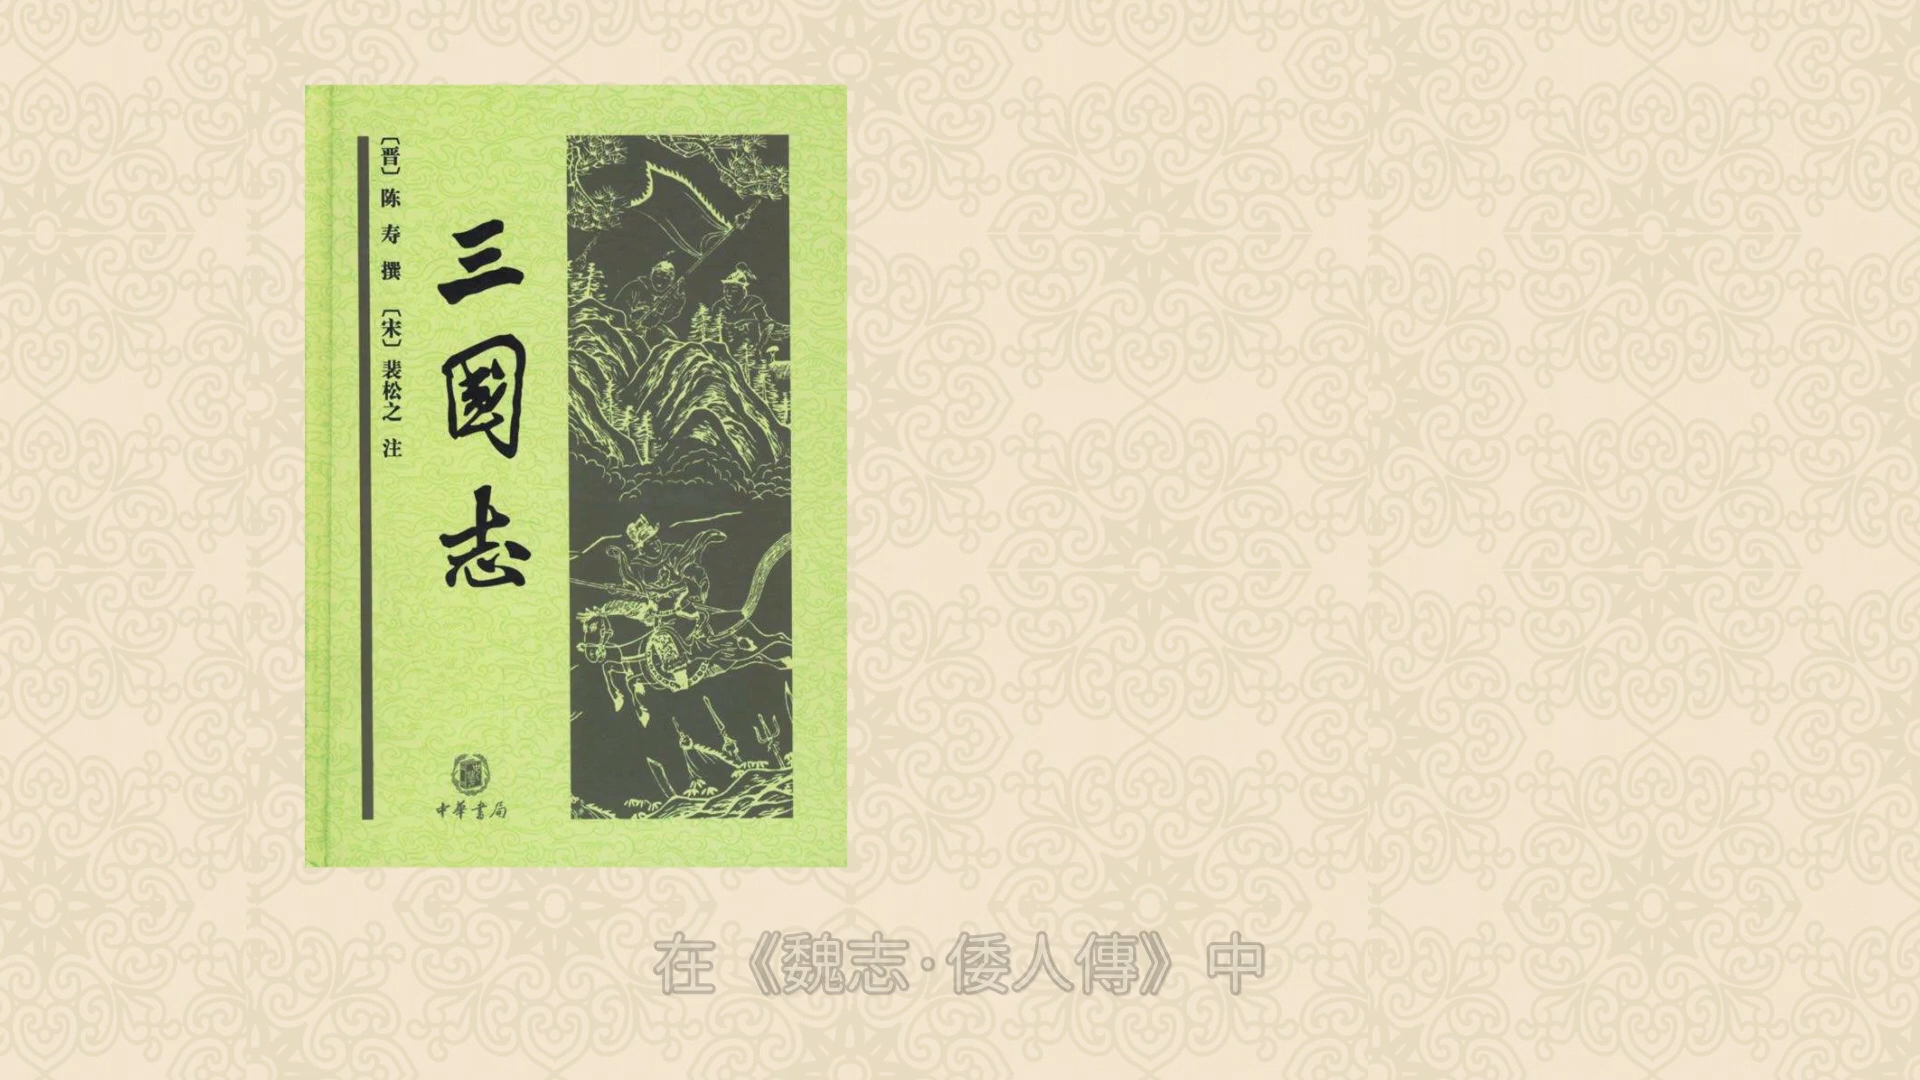 〔晋〕陈寿撰 〔宋〕裴松之 注
三國志
中華書局
在《魏志·倭人傳》中